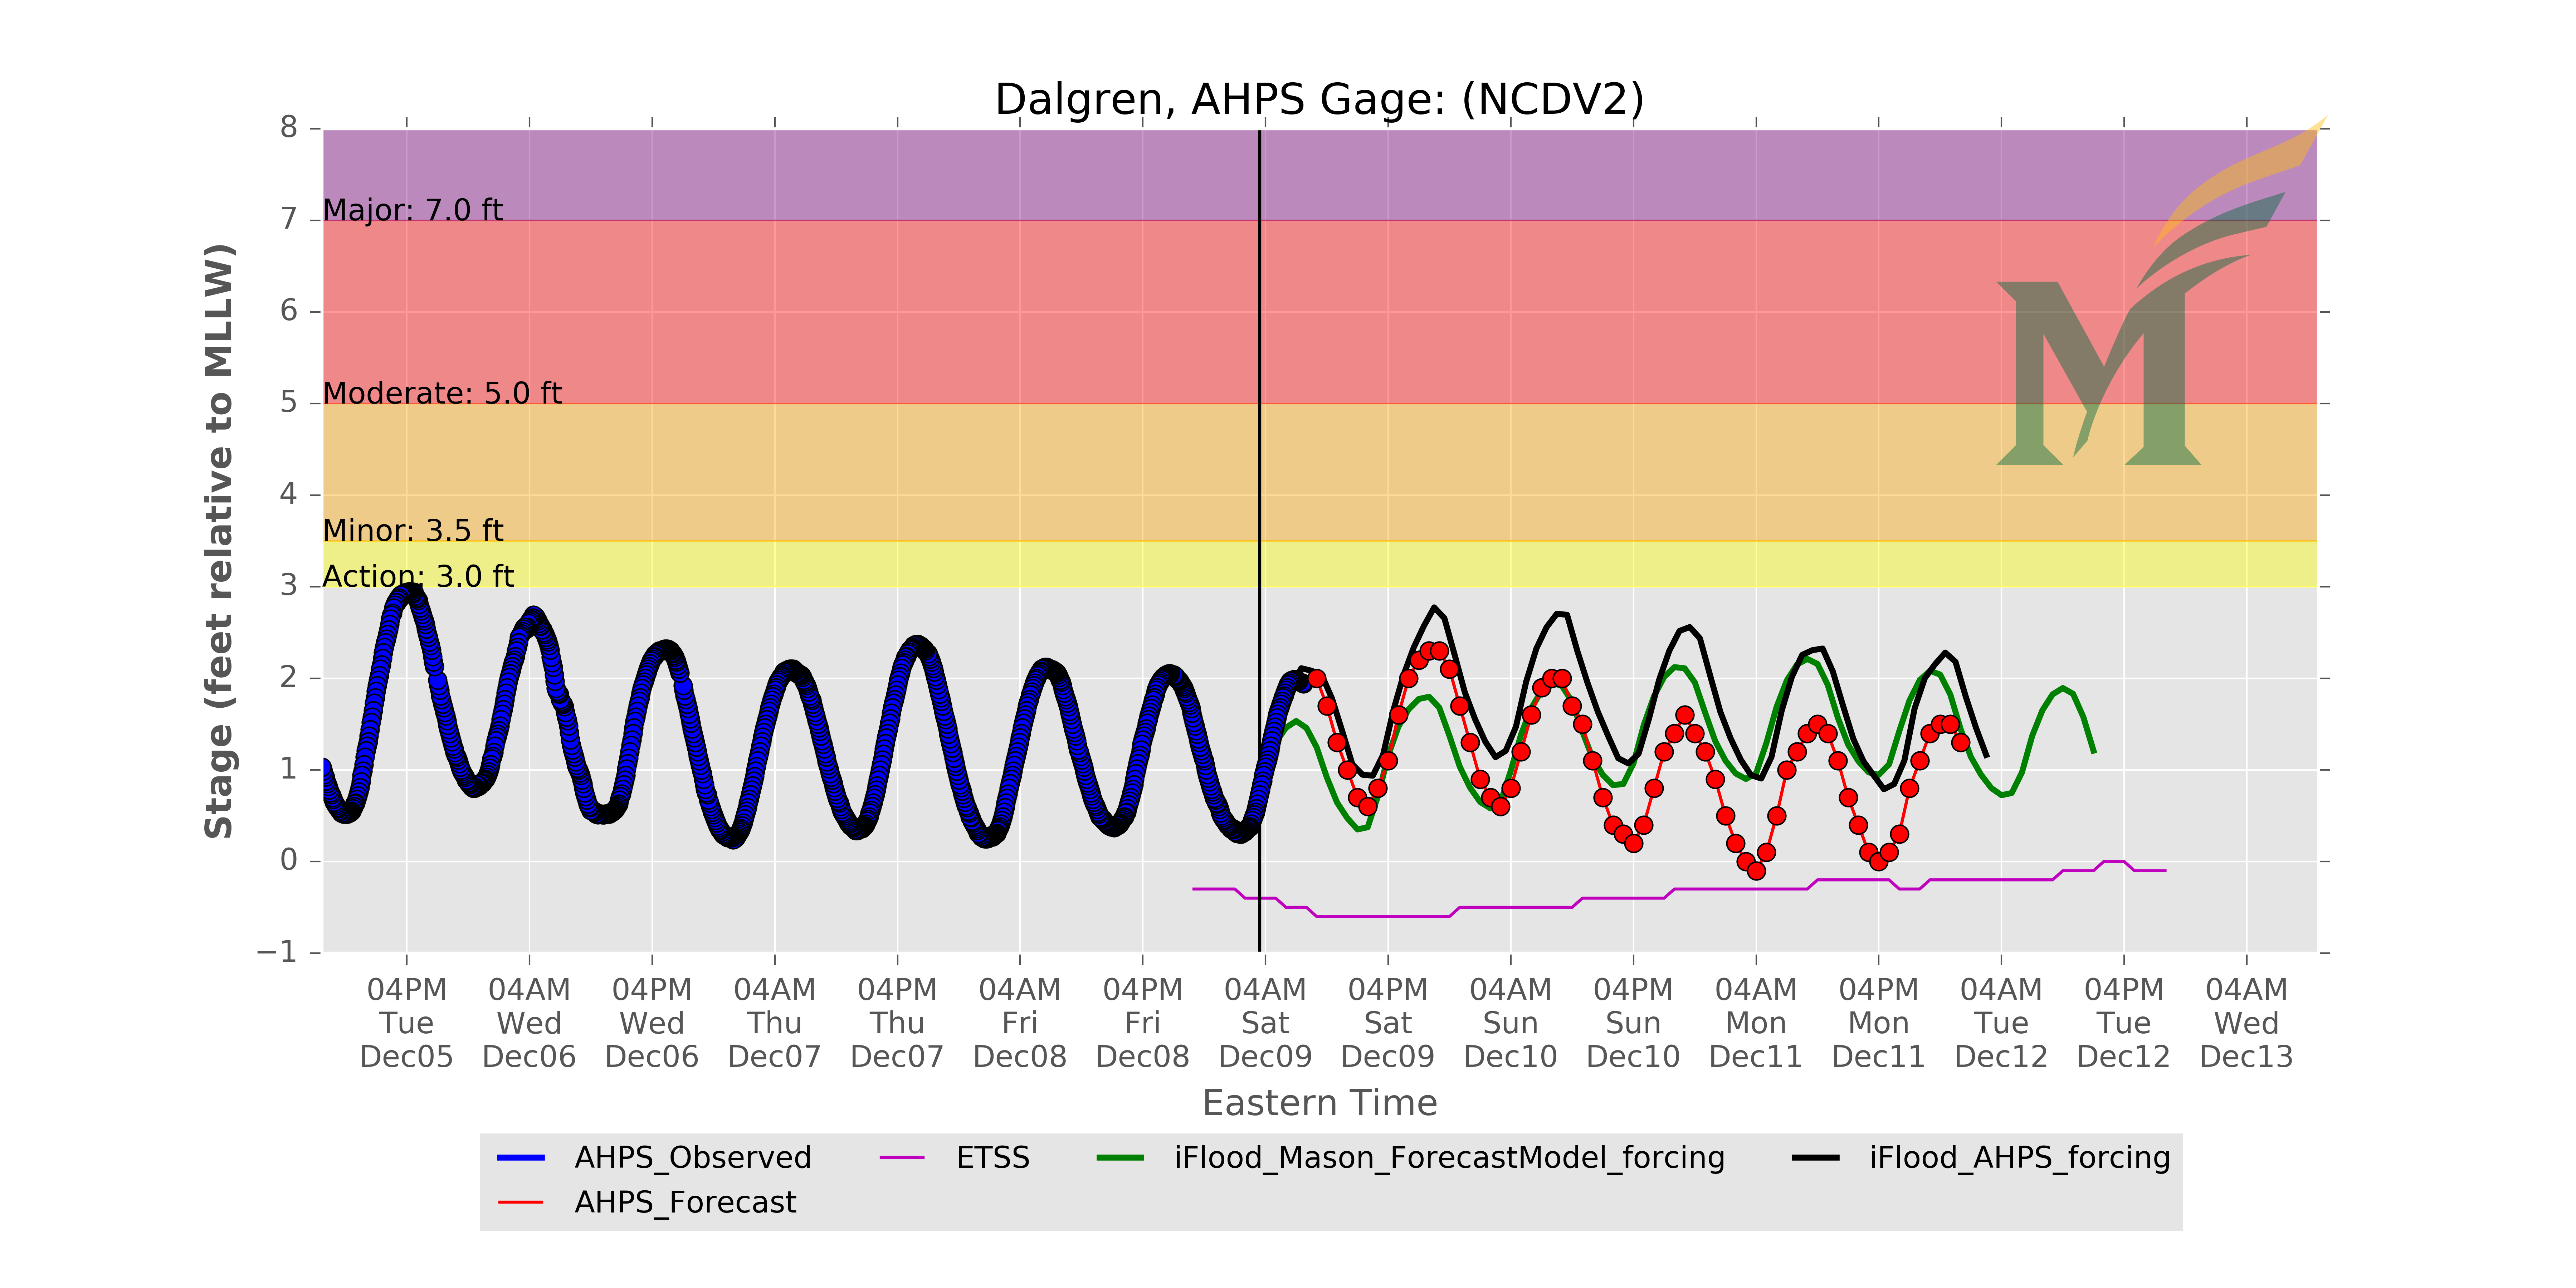 Dalgren, AHPS Gage: (NCDV2)
8
7
6
5
4
3
2
1
0
−1
Stage (feet relative to MLLW)
Major: 7.0 ft
Moderate: 5.0 ft
Minor: 3.5 ft
Action: 3.0 ft
M
04PM 04AM 04PM 04AM 04PM 04AM 04PM 04AM 04PM 04AM 04PM 04AM 04PM 04AM 04PM 04AM
Tue Wed Wed Thu Thu Fri Fri Sat Sat Sun Sun Mon Mon Tue Tue Wed
Dec05 Dec06 Dec06 Dec07 Dec07 Dec08 Dec08 Dec09 Dec09 Dec10 Dec10 Dec11 Dec11 Dec12 Dec12 Dec13
Eastern Time
AHPS_Observed ETSS iFlood_Mason_ForecastModel_forcing iFlood_AHPS_forcing
AHPS_Forecast